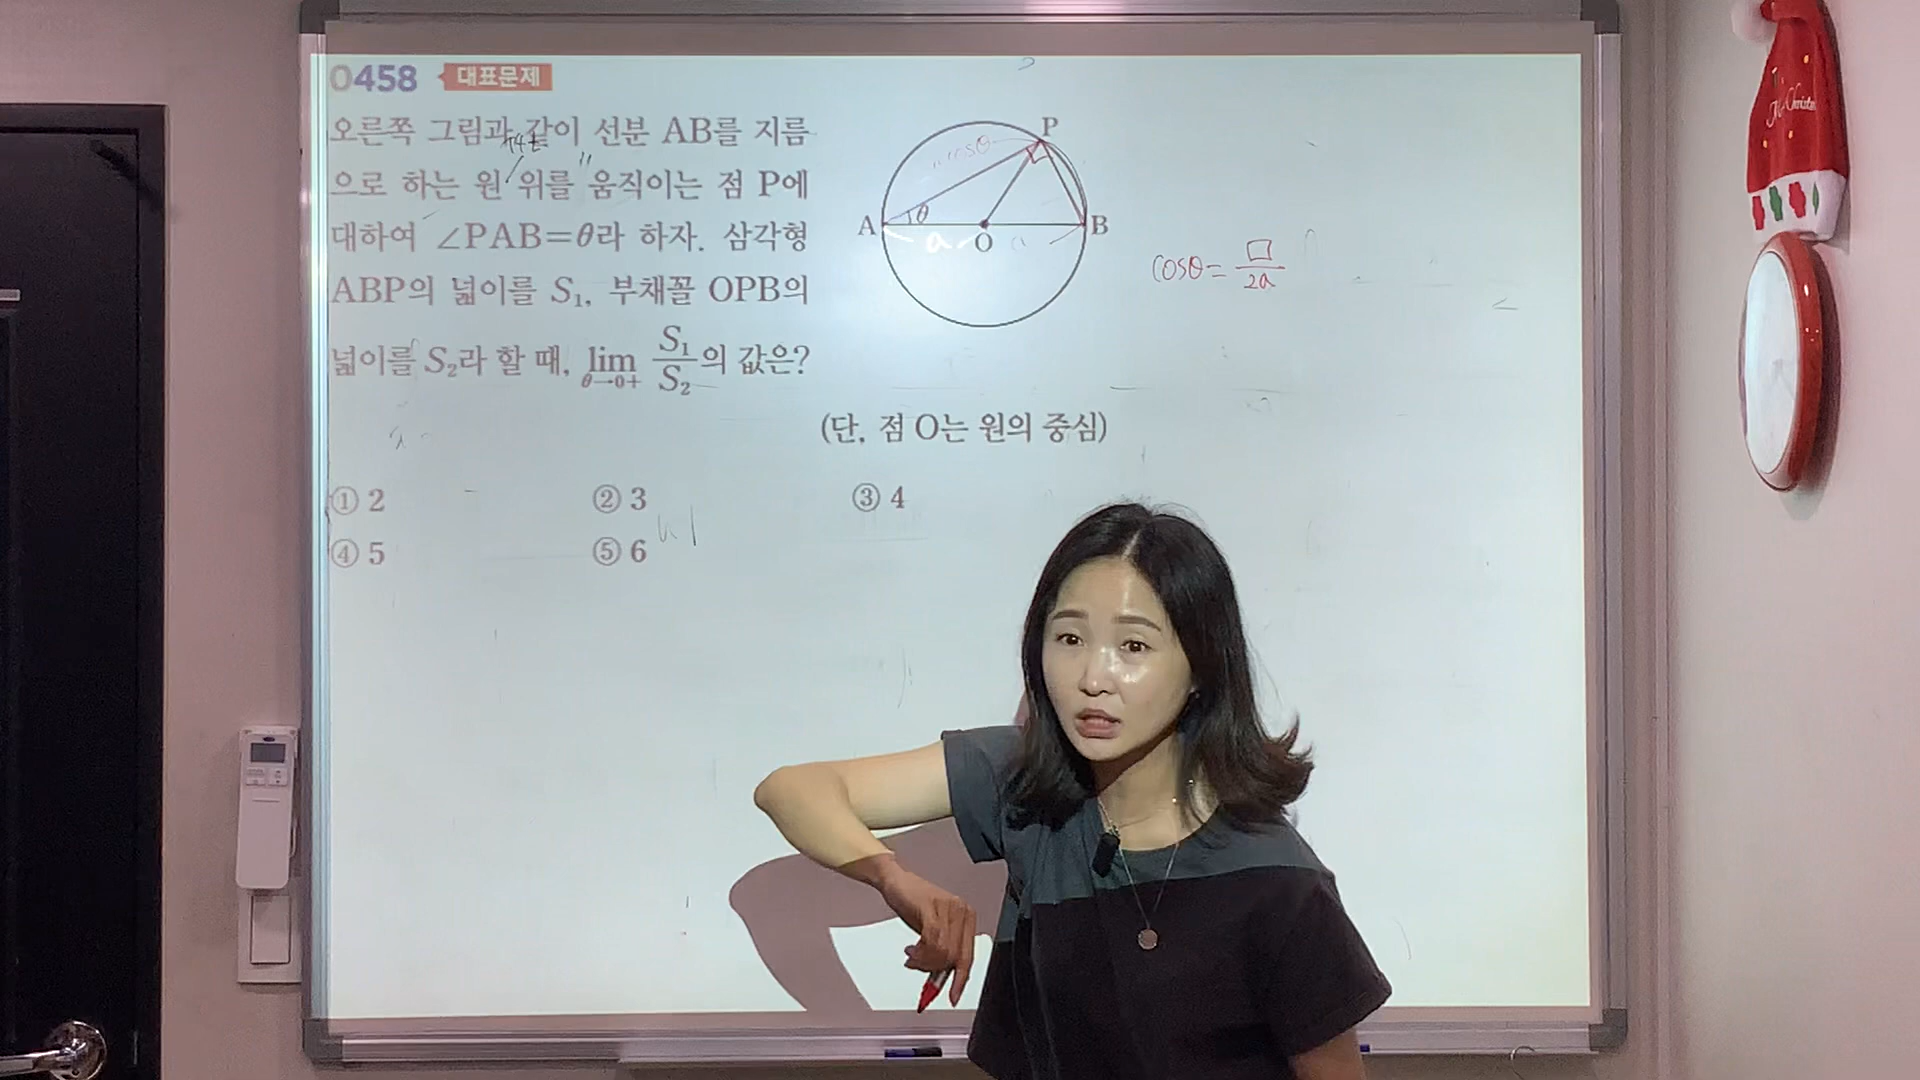 0458 대표문제
오른쪽 그림과 같이 선분 AB를 지름
으로 하는 원 위를 움직이는 점 P에
대하여 ∠PAB=θ라 하자. 삼각형
ABP의 넓이를 S₁, 부채꼴 OPB의
넓이를 S₂라 할 때, lim θ→0+ S₁/S₂의 값은?
(단, 점 O는 원의 중심)
① 2 ② 3 ③ 4
④ 5 ⑤ 6
P
cosθ
A θ B
a O
cosθ = □/2a